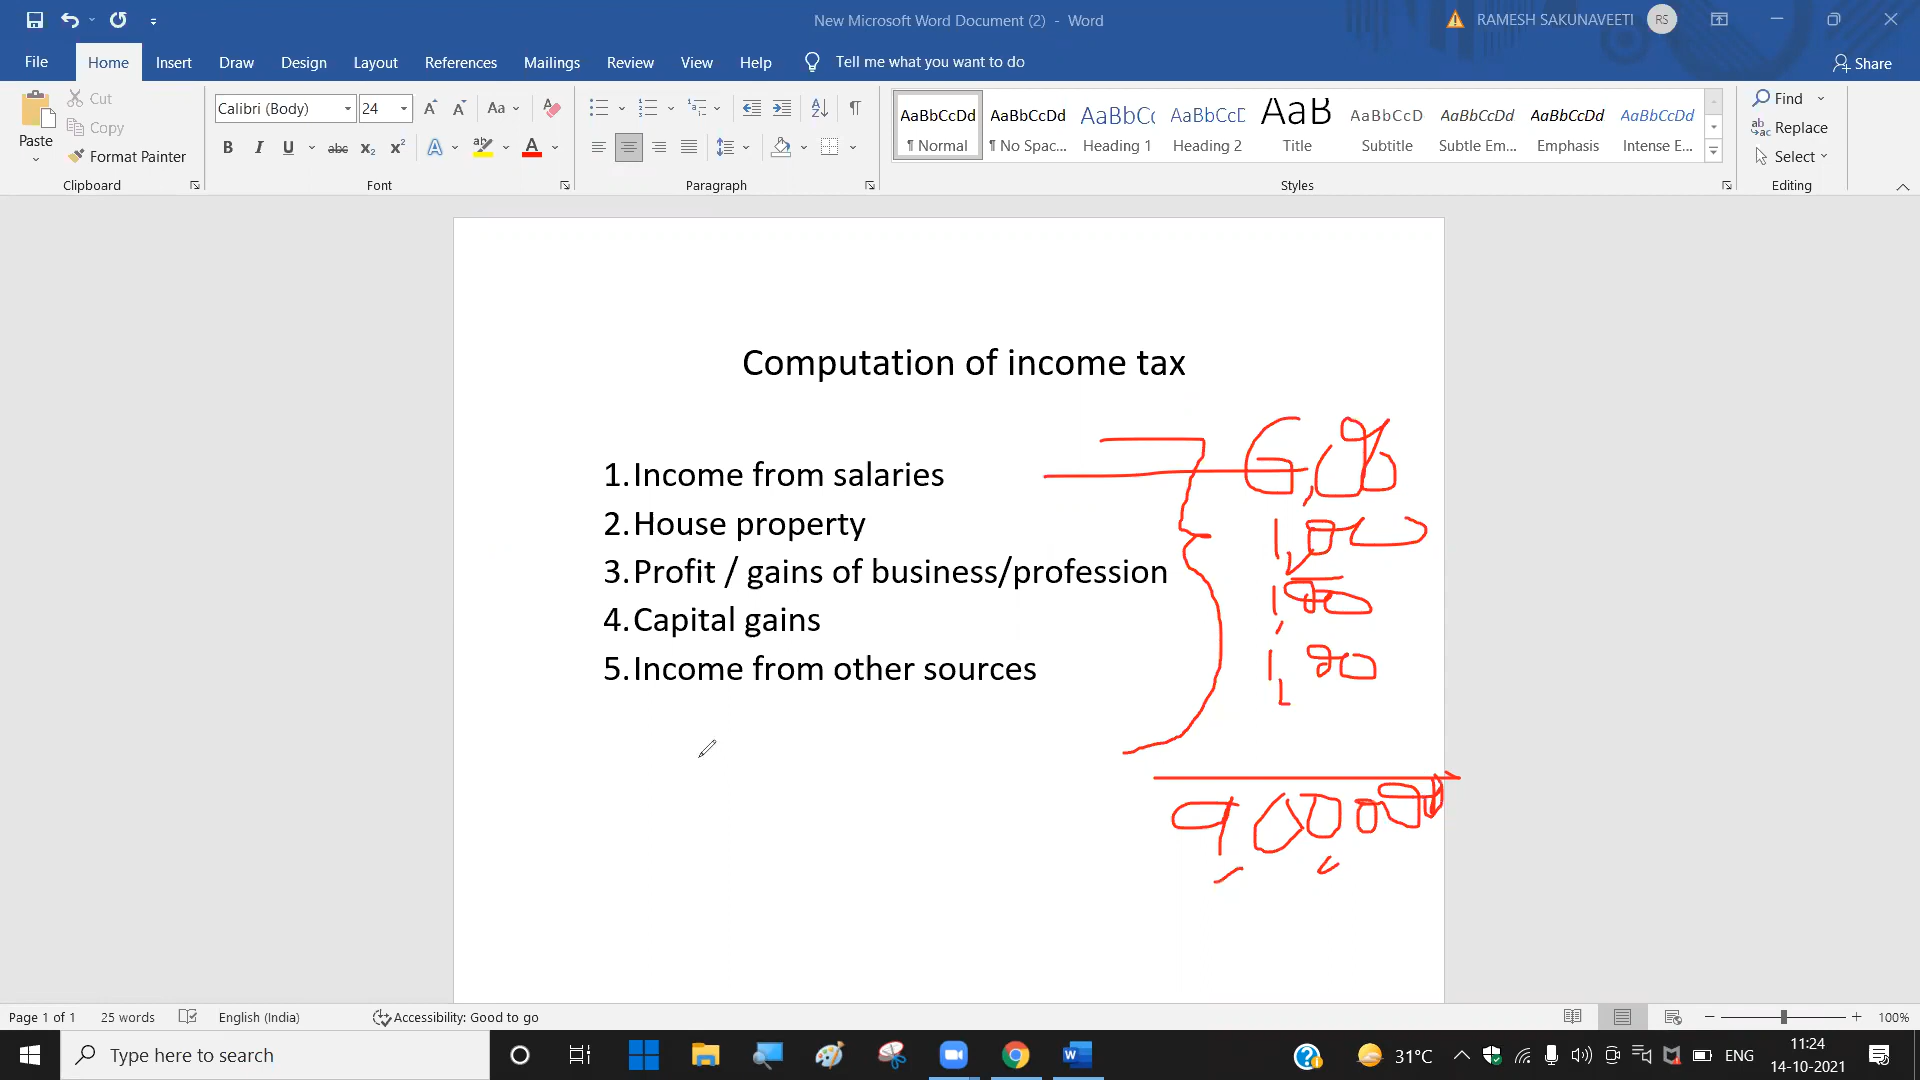 New Microsoft Word Document (2) - Word
RAMESH SAKUNAVEETI RS
File Home Insert Draw Design Layout References Mailings Review View Help Tell me what you want to do Share
Paste
Cut
Copy
Format Painter
Clipboard
Calibri (Body) 24
Aa
B I U abc x₂ x² A A
Font
Paragraph
AaBbCcDd AaBbCcDd AaBbCc AaBbCcD AaB AaBbCcD AaBbCcDd AaBbCcDd AaBbCcDd
¶ Normal ¶ No Spac... Heading 1 Heading 2 Title Subtitle Subtle Em... Emphasis Intense E...
Styles
Find
Replace
Select
Editing
Computation of income tax
1. Income from salaries
2. House property
3. Profit / gains of business/profession
4. Capital gains
5. Income from other sources
Page 1 of 1 25 words English (India) Accessibility: Good to go 100%
Type here to search
31°C ENG
11:24
14-10-2021